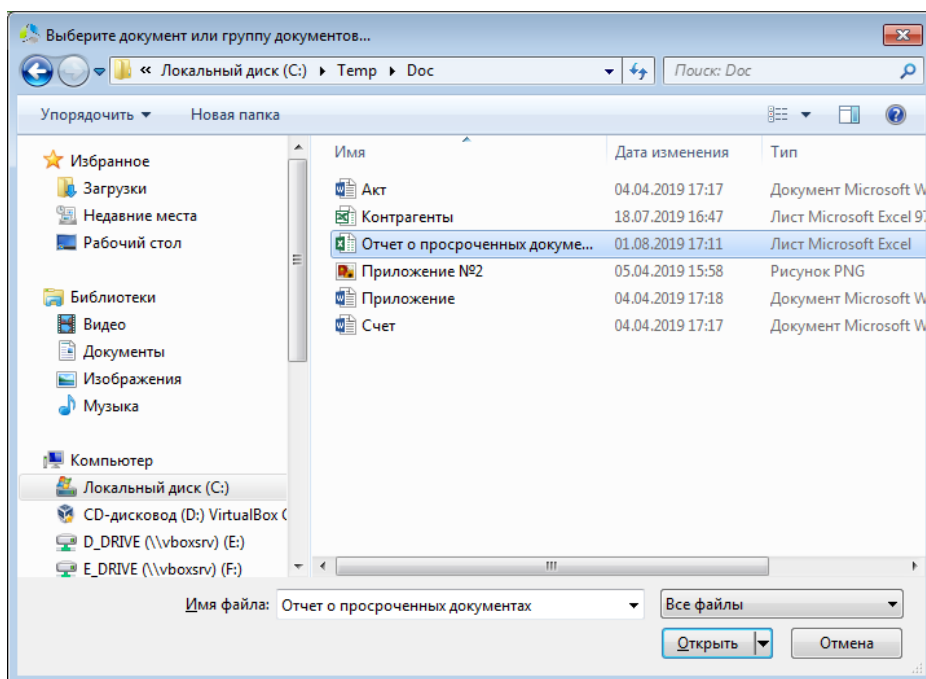 Выберите документ или группу документов...
« Локальный диск (C:) Temp Doc Поиск: Doc
Упорядочить Новая папка
Избранное
Загрузки
Недавние места
Рабочий стол
Библиотеки
Видео
Документы
Изображения
Музыка
Компьютер
Локальный диск (C:)
CD-дисковод (D:) VirtualBox
D_DRIVE (\\vboxsrv) (E:)
E_DRIVE (\\vboxsrv) (F:)
Имя Дата изменения Тип
Акт 04.04.2019 17:17 Документ Microsoft W
Контрагенты 18.07.2019 16:47 Лист Microsoft Excel 97
Отчет о просроченных докуме... 01.08.2019 17:11 Лист Microsoft Excel
Приложение №2 05.04.2019 15:58 Рисунок PNG
Приложение 04.04.2019 17:18 Документ Microsoft W
Счет 04.04.2019 17:17 Документ Microsoft W
Имя файла: Отчет о просроченных документах Все файлы
Открыть Отмена